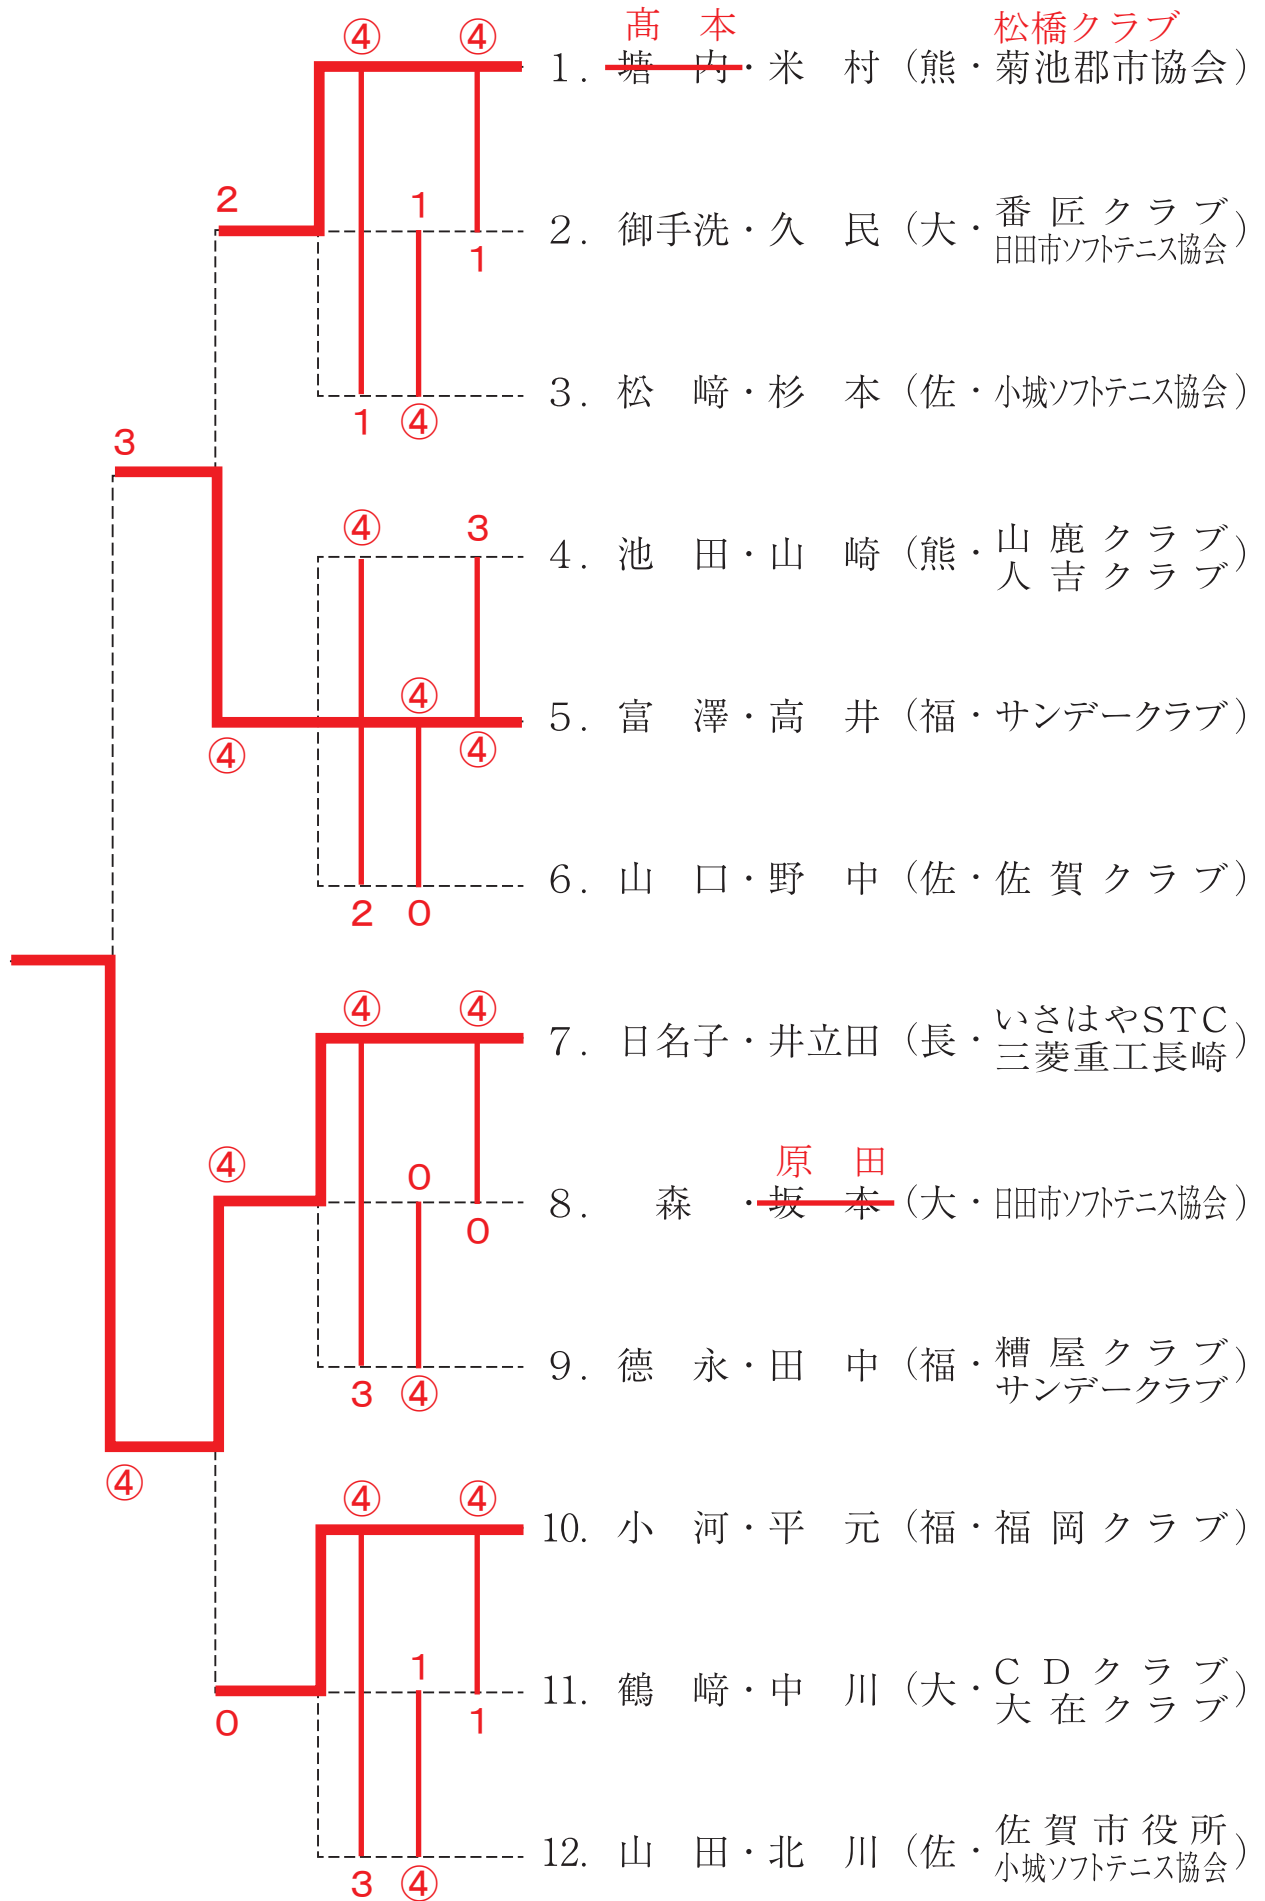 ④ ④ 髙 本 松橋クラブ
1. 塘 内・米 村（熊・菊池郡市協会）
2 1
2. 御手洗・久 民（大・番匠クラブ
日田市ソフトテニス協会）
1
3. 松 﨑・杉 本（佐・小城ソフトテニス協会）
1 ④
3
④ 3
4. 池 田・山 崎（熊・山鹿クラブ
人吉クラブ）
④
5. 富 澤・高 井（福・サンデークラブ）
④ ④
6. 山 口・野 中（佐・佐賀クラブ）
2 0
④ ④
7. 日名子・井立田（長・いさはやSTC
三菱重工長崎）
④ 0 原 田
8. 森 ・坂 本（大・日田市ソフトテニス協会）
0
9. 德 永・田 中（福・糟屋クラブ
サンデークラブ）
3 ④
④
④ ④
10. 小 河・平 元（福・福岡クラブ）
1
11. 鶴 﨑・中 川（大・CDクラブ
大在クラブ）
0 1
12. 山 田・北 川（佐・佐賀市役所
小城ソフトテニス協会）
3 ④